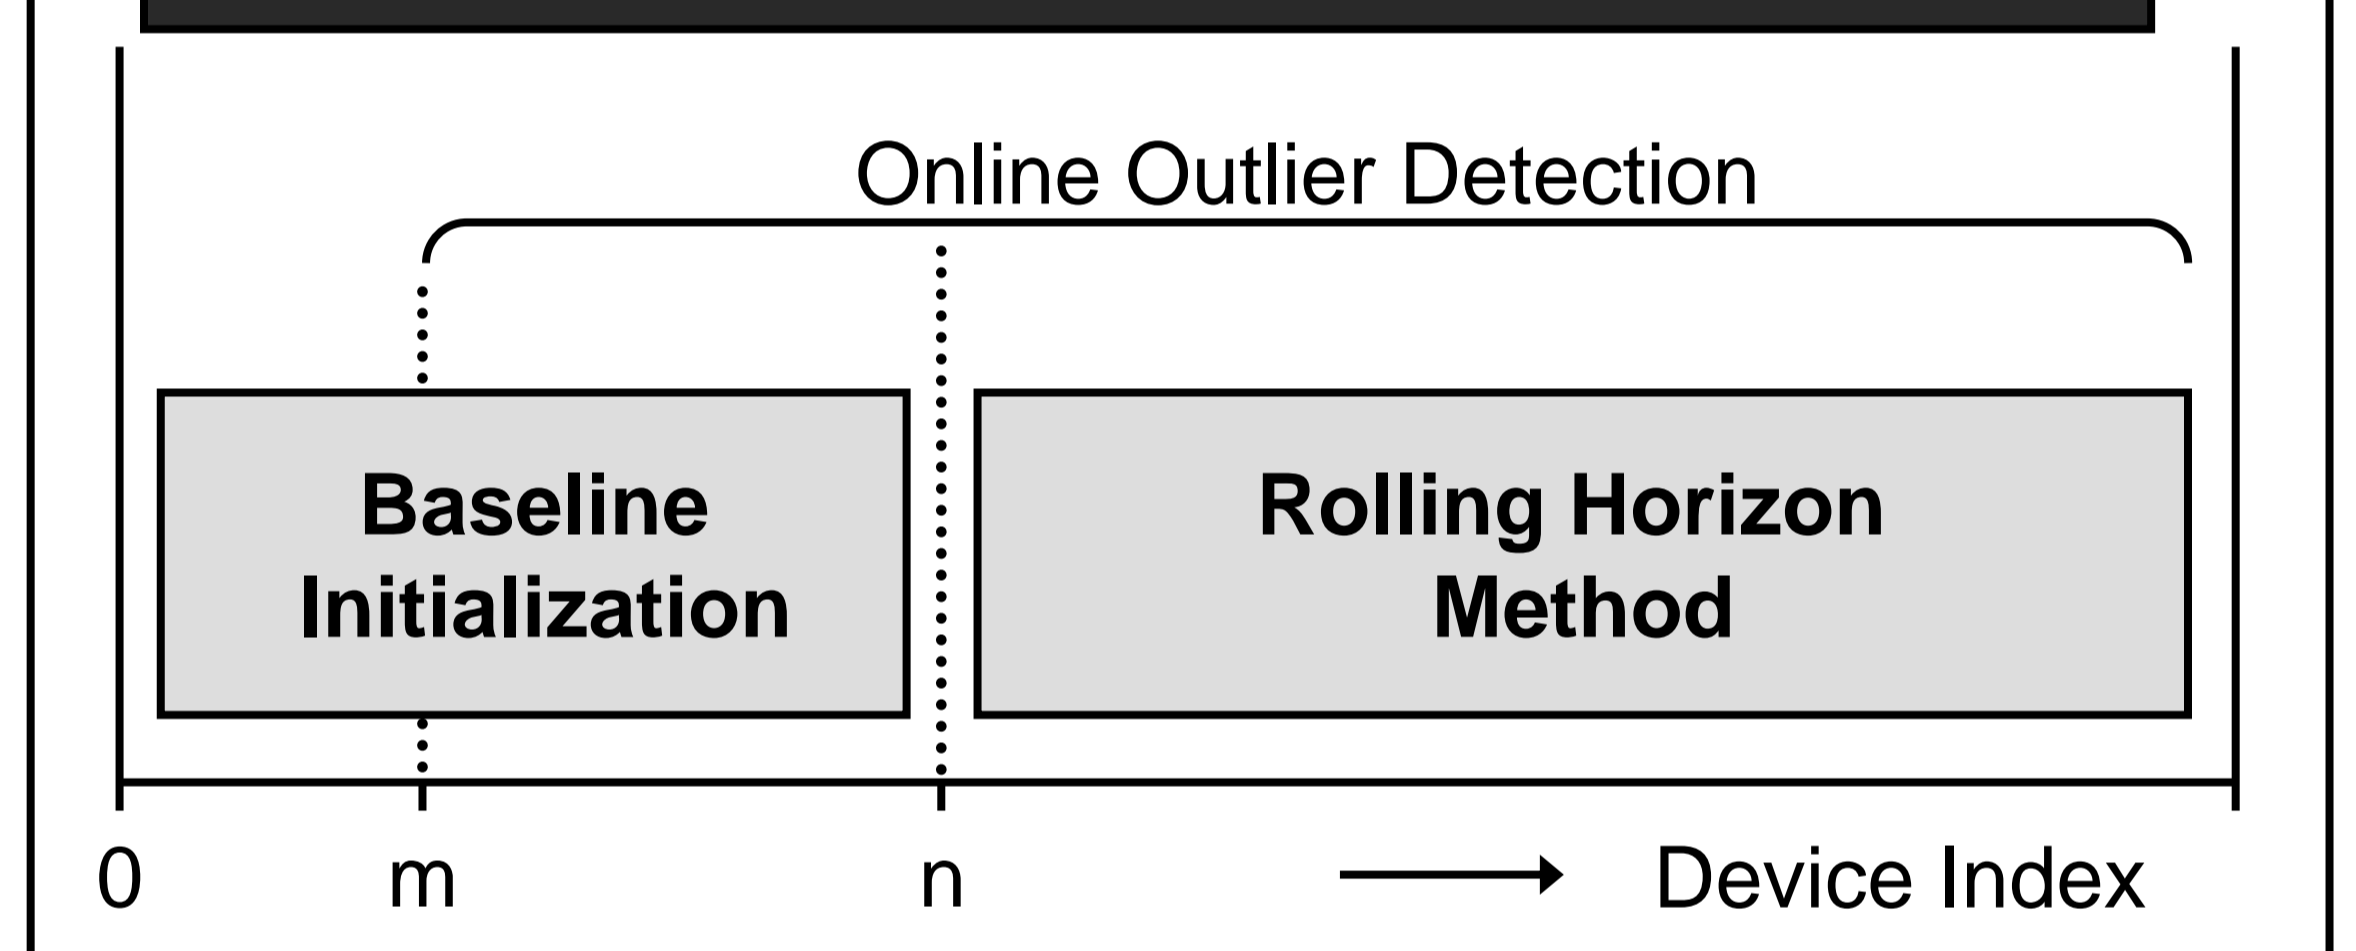 Online Outlier Detection
Baseline
Initialization
Rolling Horizon
Method
0
m
n
Device Index